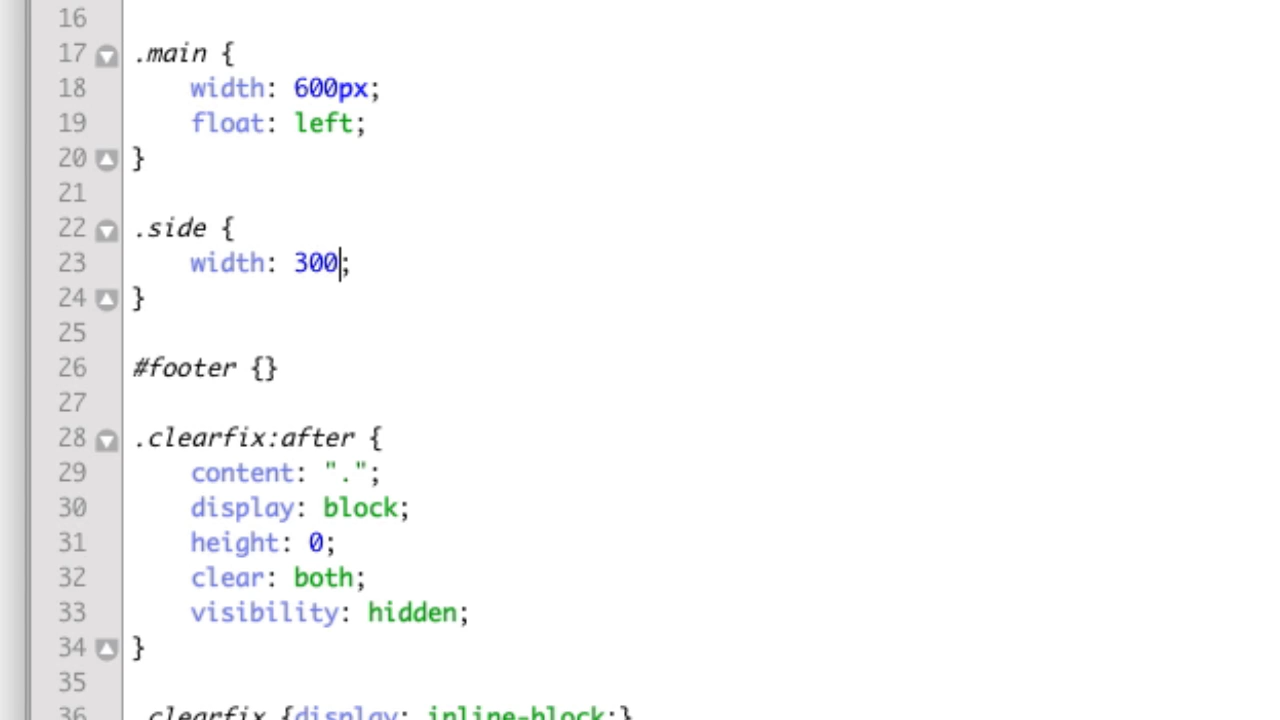 16
17 .main {
18 width: 600px;
19 float: left;
20 }
21
22 .side {
23 width: 300;
24 }
25
26 #footer {}
27
28 .clearfix:after {
29 content: ".";
30 display: block;
31 height: 0;
32 clear: both;
33 visibility: hidden;
34 }
35
36 .clearfix {display: inline-block;}